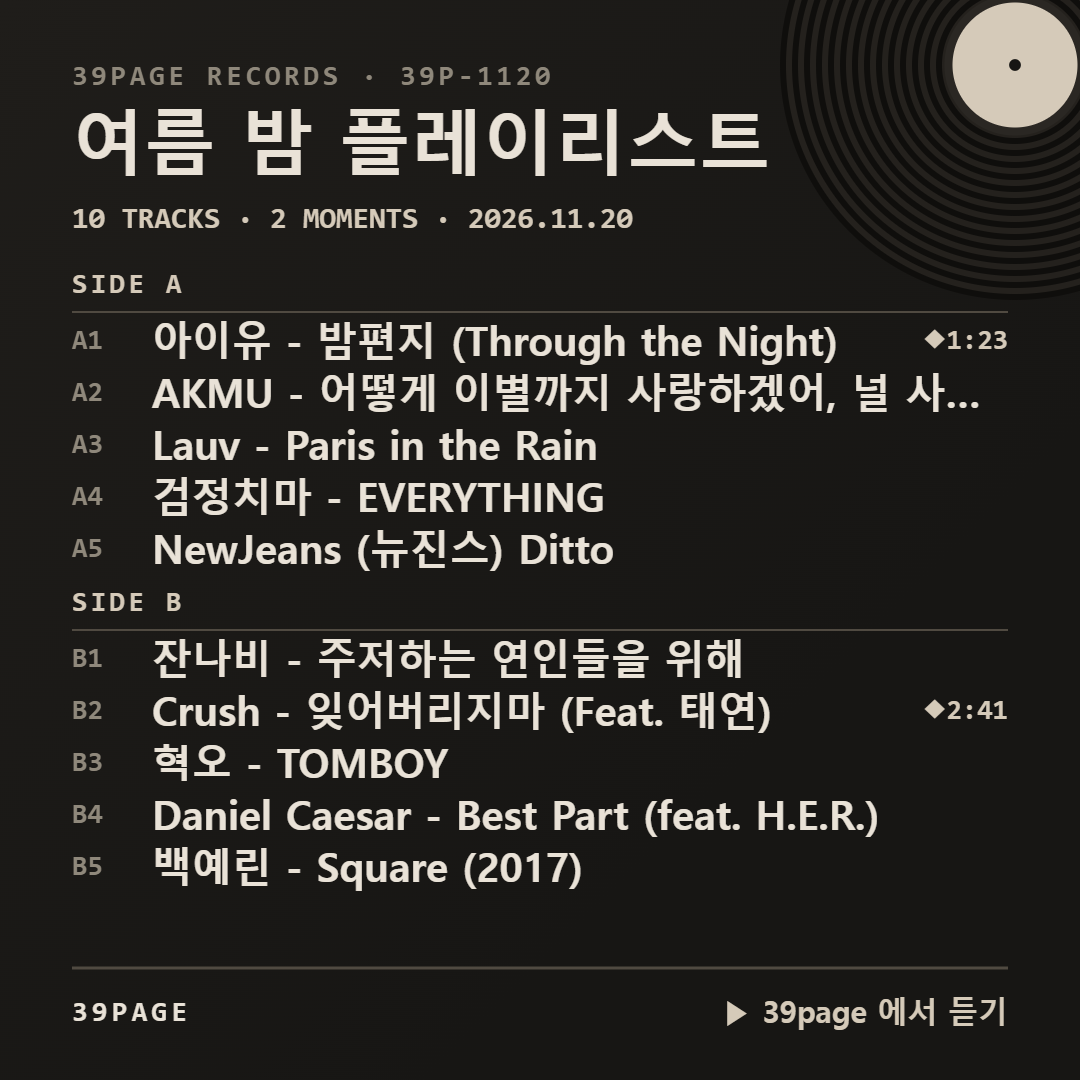 39PAGE RECORDS · 39P-1120
여름 밤 플레이리스트
10 TRACKS · 2 MOMENTS · 2026.11.20
SIDE A
A1 아이유 - 밤편지 (Through the Night) ◆1:23
A2 AKMU - 어떻게 이별까지 사랑하겠어, 널 사...
A3 Lauv - Paris in the Rain
A4 검정치마 - EVERYTHING
A5 NewJeans (뉴진스) Ditto
SIDE B
B1 잔나비 - 주저하는 연인들을 위해
B2 Crush - 잊어버리지마 (Feat. 태연) ◆2:41
B3 혁오 - TOMBOY
B4 Daniel Caesar - Best Part (feat. H.E.R.)
B5 백예린 - Square (2017)
39PAGE ▶ 39page 에서 듣기